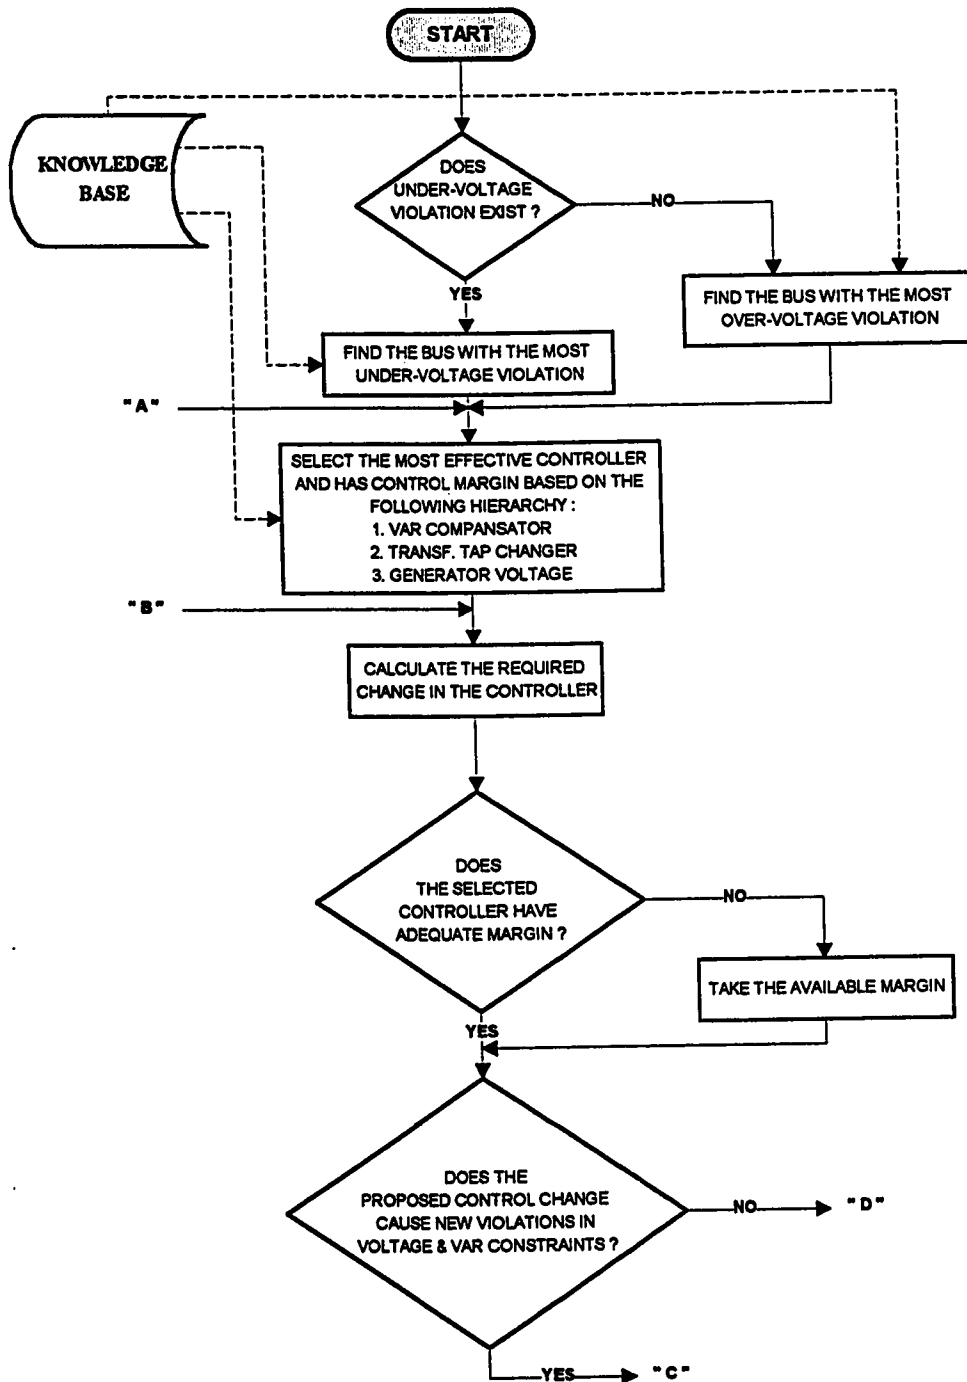 START
KNOWLEDGE
BASE
DOES
UNDER-VOLTAGE
VIOLATION EXIST ?
NO
YES
FIND THE BUS WITH THE MOST
OVER-VOLTAGE VIOLATION
FIND THE BUS WITH THE MOST
UNDER-VOLTAGE VIOLATION
"A"
SELECT THE MOST EFFECTIVE CONTROLLER
AND HAS CONTROL MARGIN BASED ON THE
FOLLOWING HIERARCHY :
1. VAR COMPANSATOR
2. TRANSF. TAP CHANGER
3. GENERATOR VOLTAGE
"B"
CALCULATE THE REQUIRED
CHANGE IN THE CONTROLLER
DOES
THE SELECTED
CONTROLLER HAVE
ADEQUATE MARGIN ?
NO
TAKE THE AVAILABLE MARGIN
YES
DOES THE
PROPOSED CONTROL CHANGE
CAUSE NEW VIOLATIONS IN
VOLTAGE & VAR CONSTRAINTS ?
NO
"D"
YES
"C"